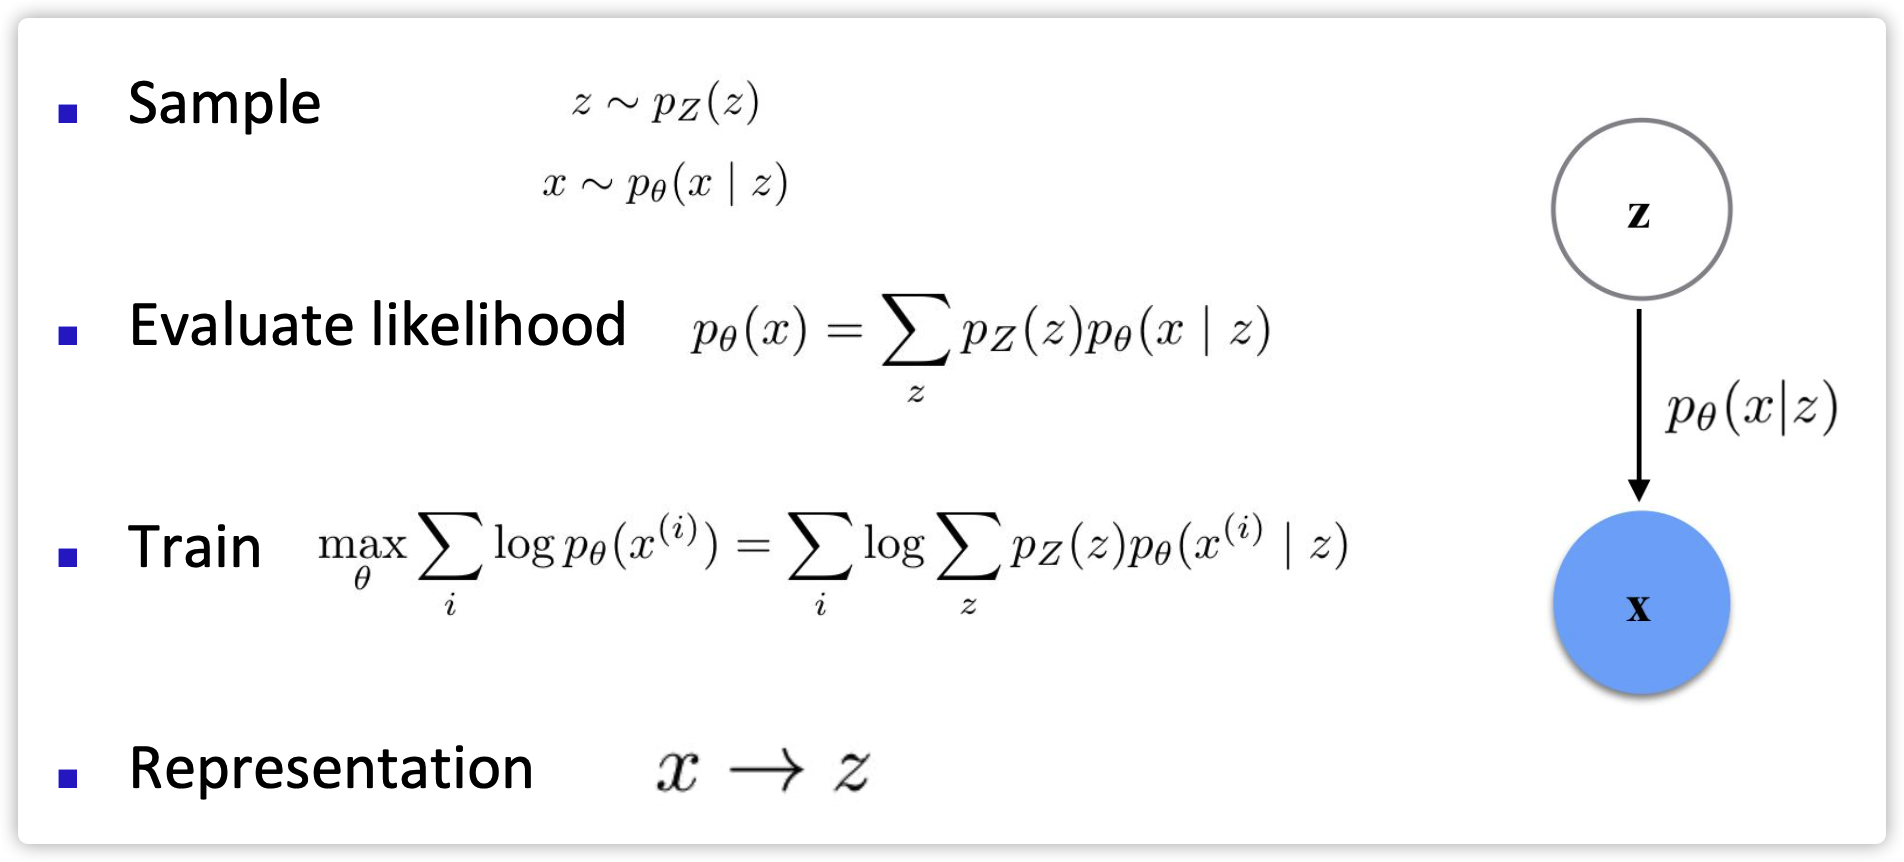 Sample z ∼ p_Z(z)
x ∼ p_θ(x | z)
Evaluate likelihood p_θ(x) = ∑_z p_Z(z)p_θ(x | z)
Train max_θ ∑_i log p_θ(x^{(i)}) = ∑_i log ∑_z p_Z(z)p_θ(x^{(i)} | z)
Representation x → z
z
p_θ(x|z)
x